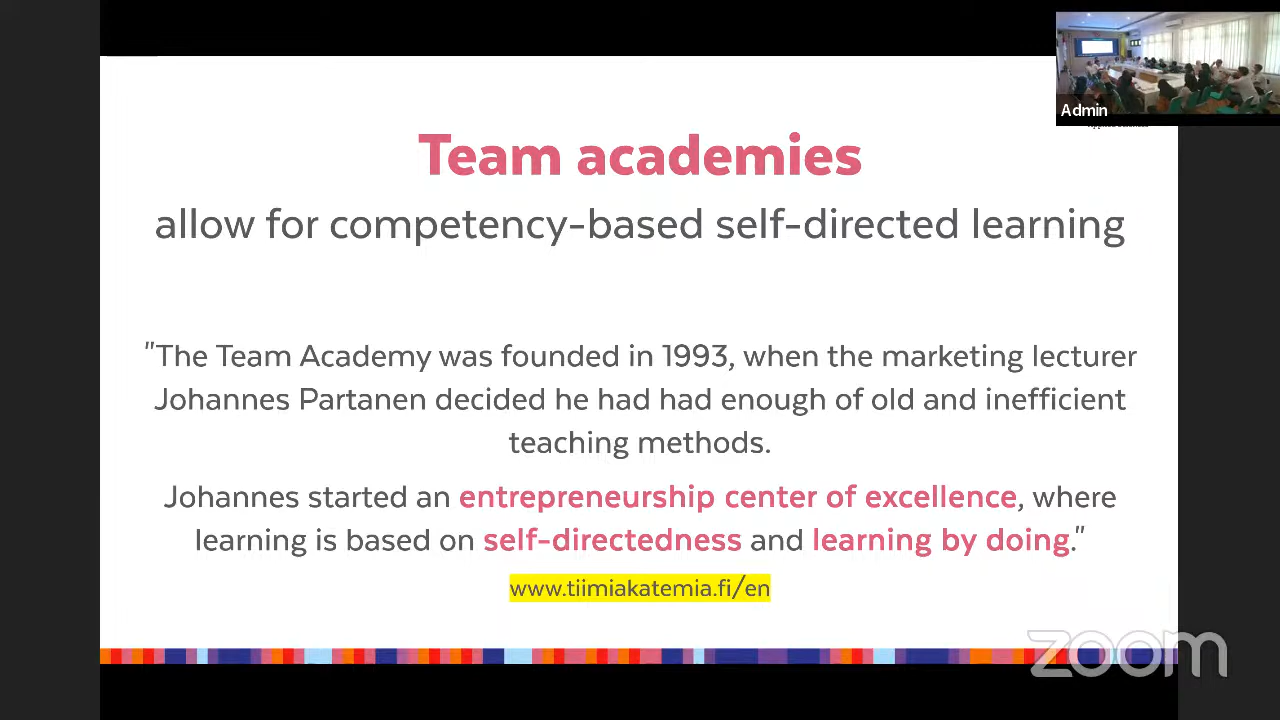 Team academies
allow for competency-based self-directed learning
"The Team Academy was founded in 1993, when the marketing lecturer
Johannes Partanen decided he had had enough of old and inefficient
teaching methods.
Johannes started an entrepreneurship center of excellence, where
learning is based on self-directedness and learning by doing."
www.tiimiakatemia.fi/en
Admin
zoom